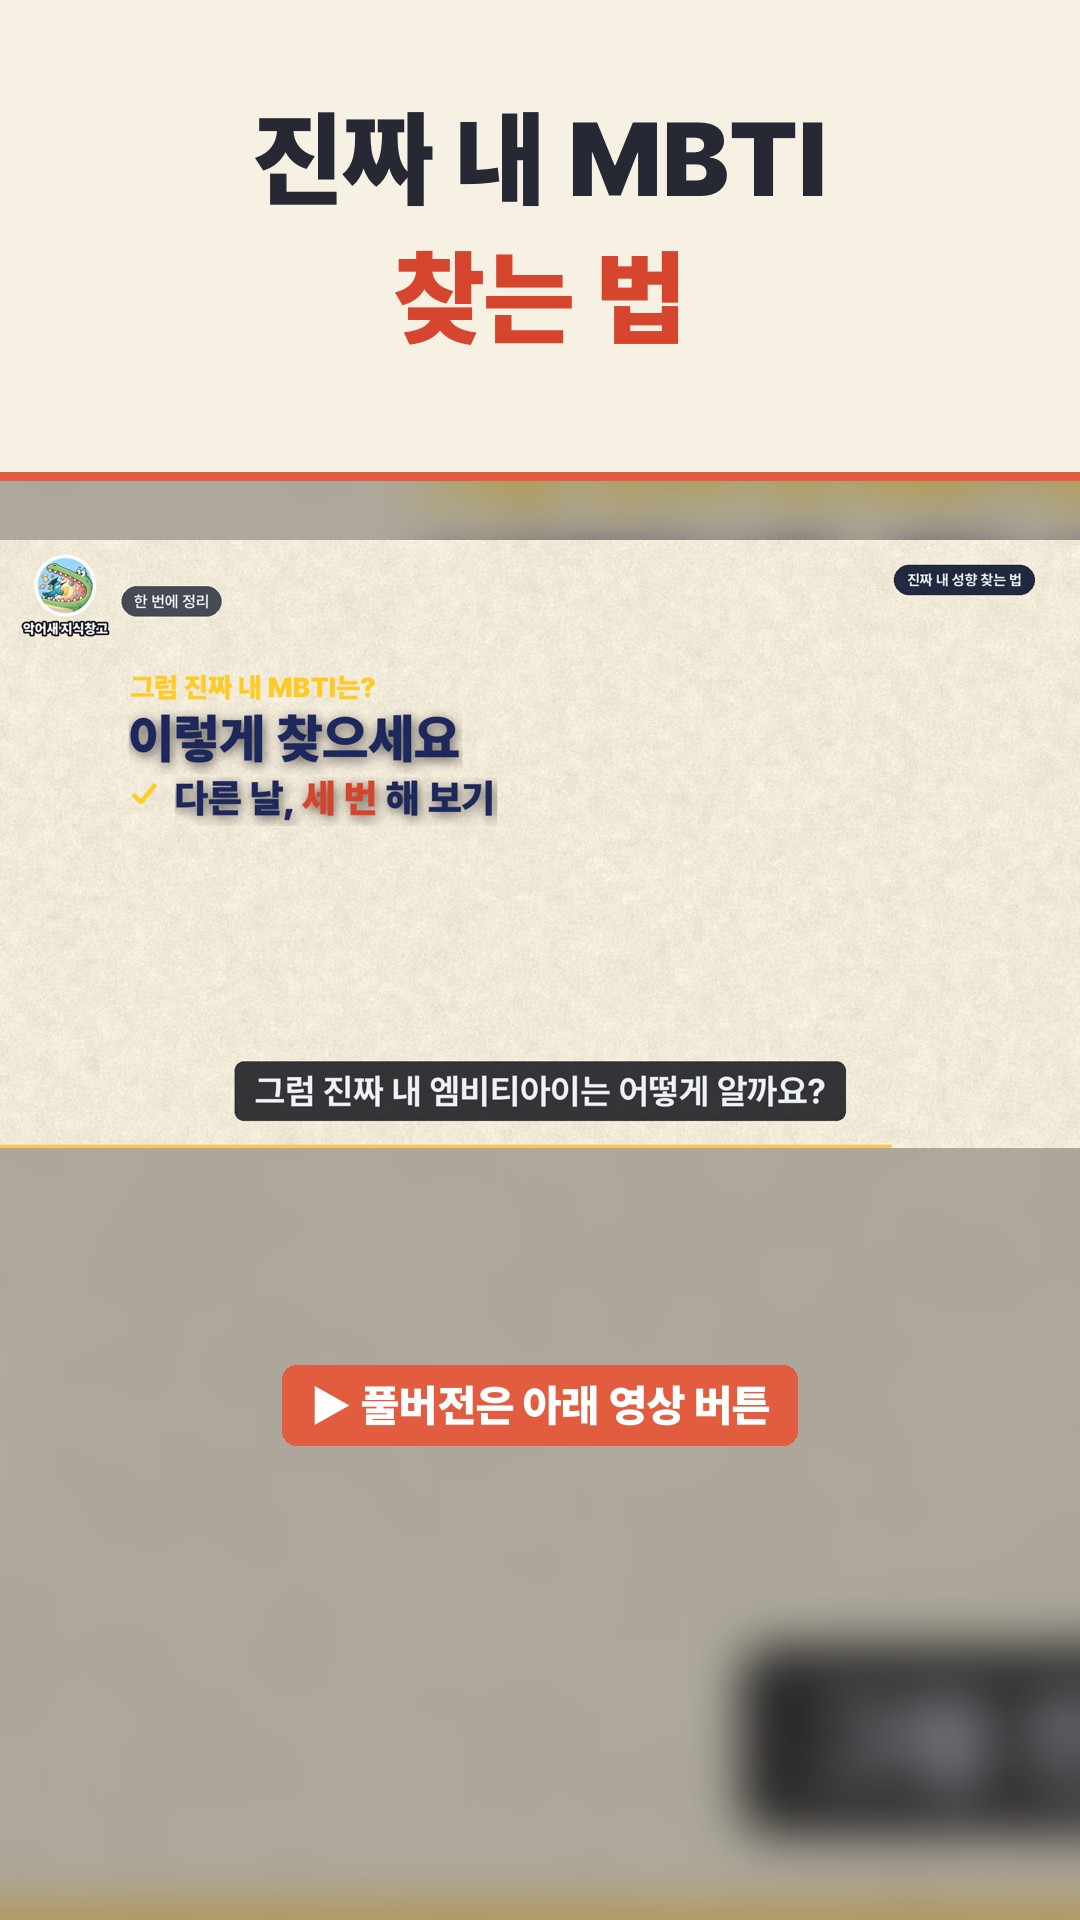 진짜 내 MBTI
찾는 법
악어새 지식창고
한 번에 정리
진짜 내 성향 찾는 법
그럼 진짜 내 MBTI는?
이렇게 찾으세요
✓ 다른 날, 세 번 해 보기
그럼 진짜 내 엠비티아이는 어떻게 알까요?
▶ 풀버전은 아래 영상 버튼